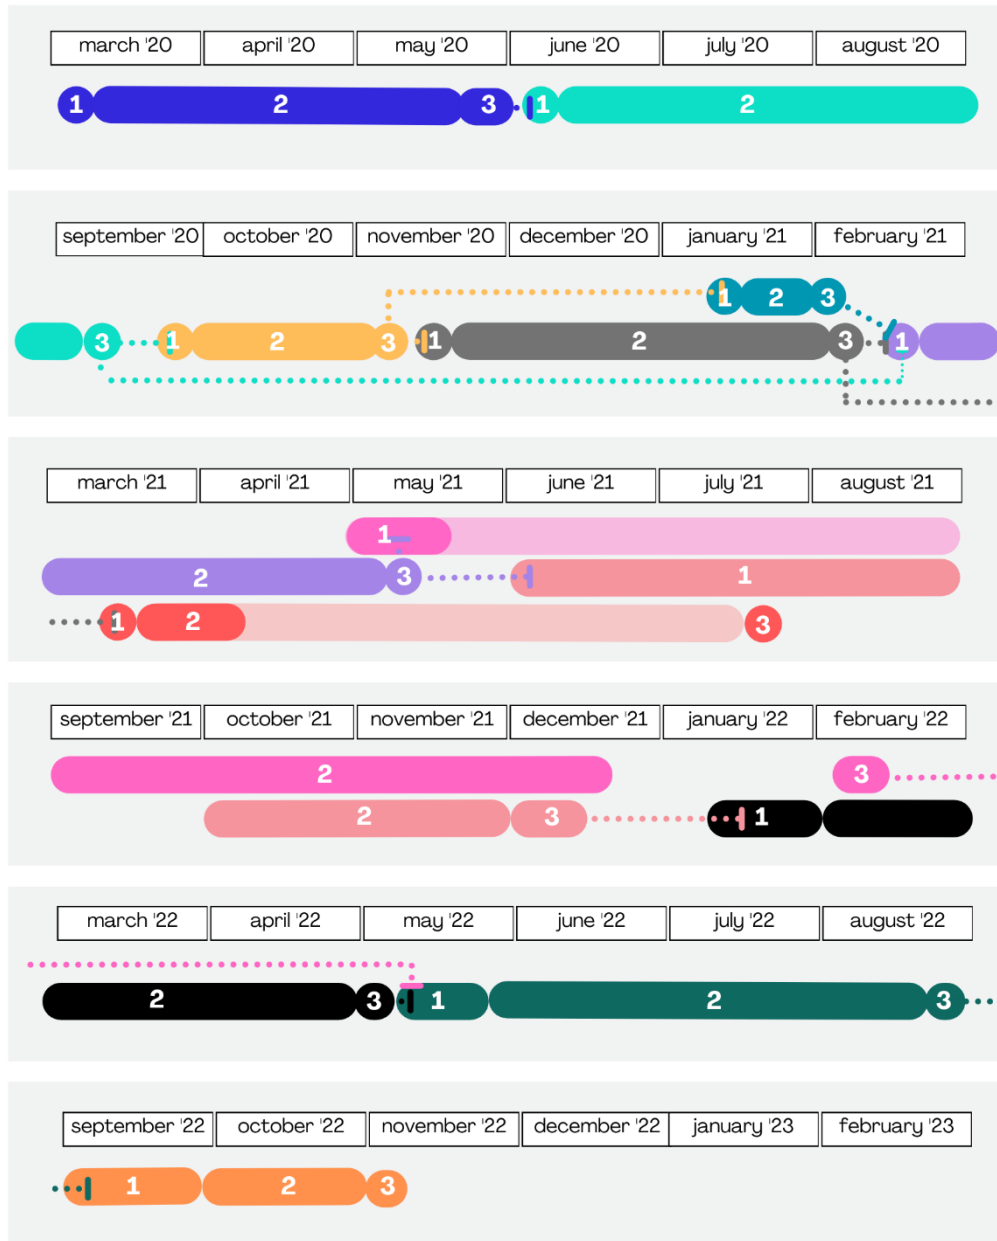 march '20 april '20 may '20 june '20 july '20 august '20
1 2 3 1 2
september '20 october '20 november '20 december '20 january '21 february '21
1 2 3
3 1 2 3 1 2 3 1
march '21 april '21 may '21 june '21 july '21 august '21
1
2 3 1
1 2 3
september '21 october '21 november '21 december '21 january '22 february '22
2 3
2 3 1
march '22 april '22 may '22 june '22 july '22 august '22
2 3 1 2 3
september '22 october '22 november '22 december '22 january '23 february '23
1 2 3